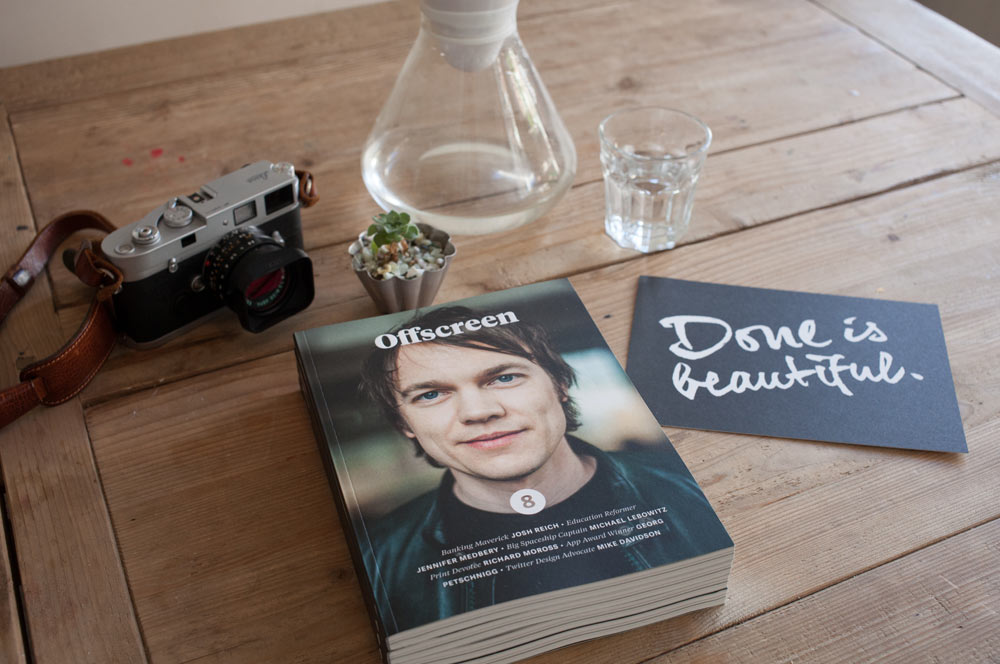 Leica
Offscreen
8
Banking Maverick JOSH REICH • Education Reformer
JENNIFER MEDBERY • Big Spaceship Captain MICHAEL LEBOWITZ
Print Devotee RICHARD MOROSS • App Award Winner GEORG
PETSCHNIGG • Twitter Design Advocate MIKE DAVIDSON
Done is
beautiful.